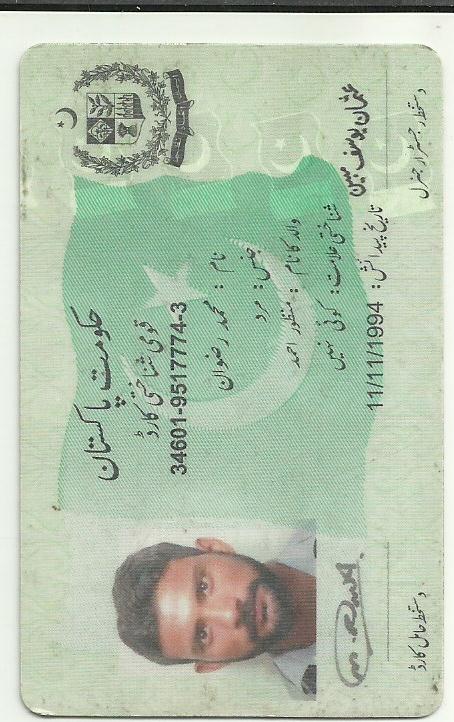 حکومت پاکستان
قومی شناختی کارڈ
34601-9517774-3
نام : محمد رضوان
جنس : مرد
والد کا نام : منظور احمد
شناختی علامت : کوئی نہیں
تاریخ پیدائش : 11/11/1994
عثمان یوسف مبین
دستخط رجسٹرار جنرل
دستخط حامل کارڈ